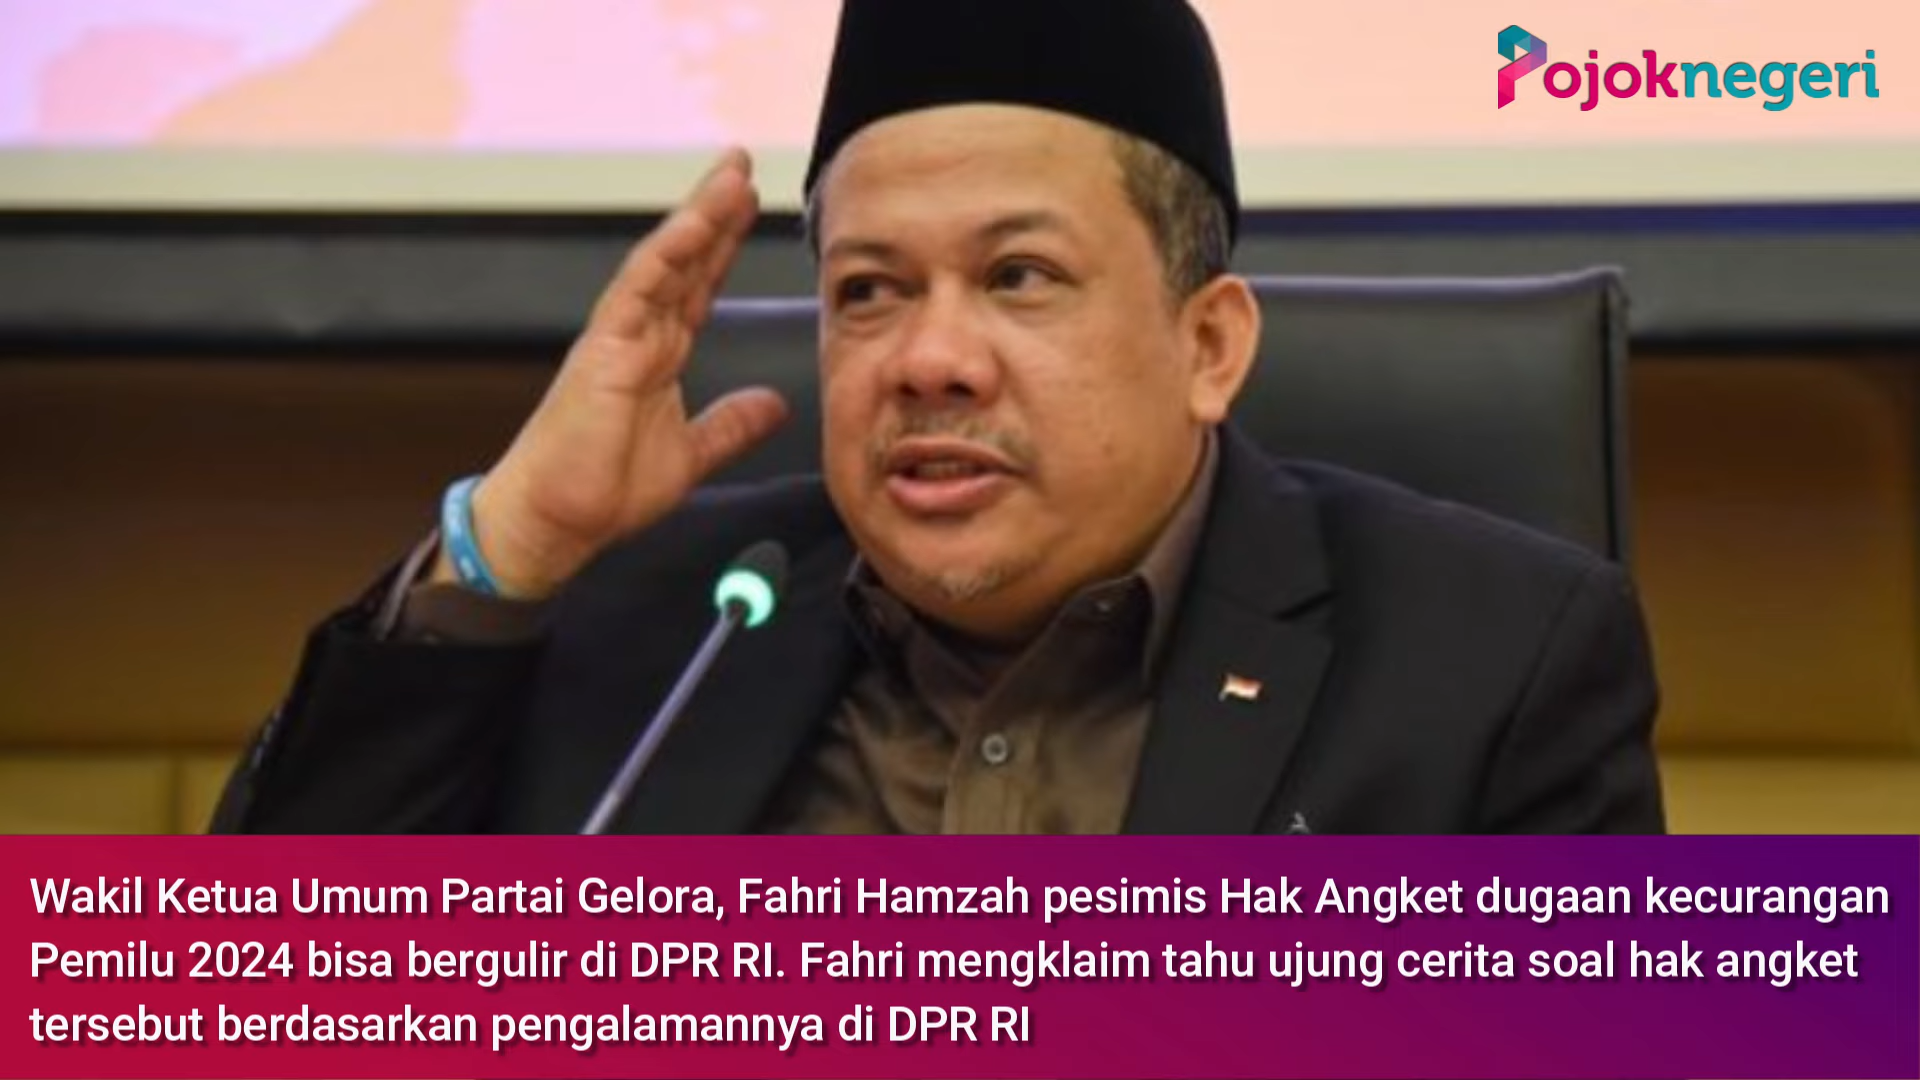 Pojoknegeri
Wakil Ketua Umum Partai Gelora, Fahri Hamzah pesimis Hak Angket dugaan kecurangan
Pemilu 2024 bisa bergulir di DPR RI. Fahri mengklaim tahu ujung cerita soal hak angket
tersebut berdasarkan pengalamannya di DPR RI